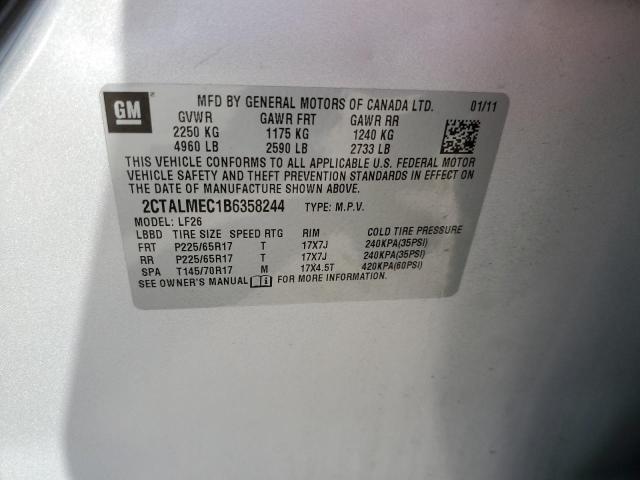 GM
MFD BY GENERAL MOTORS OF CANADA LTD. 01/11
GVWR GAWR FRT GAWR RR
2250 KG 1175 KG 1240 KG
4960 LB 2590 LB 2733 LB
THIS VEHICLE CONFORMS TO ALL APPLICABLE U.S. FEDERAL MOTOR
VEHICLE SAFETY AND THEFT PREVENTION STANDARDS IN EFFECT ON
THE DATE OF MANUFACTURE SHOWN ABOVE.
2CTALMEC1B6358244 TYPE: M.P.V.
MODEL: LF26
LBBD TIRE SIZE SPEED RTG RIM COLD TIRE PRESSURE
FRT P225/65R17 T 17X7J 240KPA(35PSI)
RR P225/65R17 T 17X7J 240KPA(35PSI)
SPA T145/70R17 M 17X4.5T 420KPA(60PSI)
SEE OWNER'S MANUAL i FOR MORE INFORMATION.